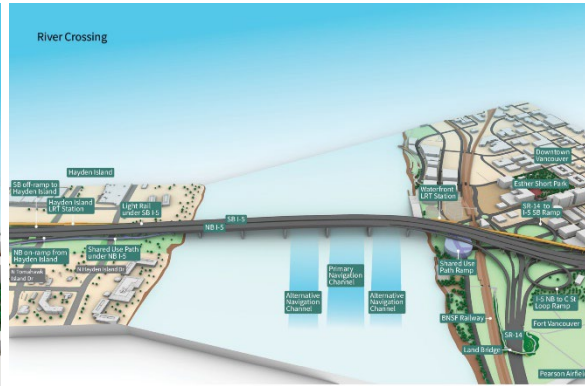 River Crossing
Hayden Island
SB off-ramp to
Hayden Island
Hayden Island
LRT Station
Light Rail
under SB I-5
SB I-5
NB I-5
NB on-ramp from
Hayden Island
Shared Use Path
under NB I-5
N Tomahawk
Island Dr
N Hayden Island Dr
Alternative
Navigation
Channel
Primary
Navigation
Channel
Alternative
Navigation
Channel
Downtown
Vancouver
Esther Short Park
Waterfront
LRT Station
SR-14 to
I-5 SB Ramp
Shared Use
Path Ramp
I-5 NB to C St
Loop Ramp
BNSF Railway
Fort Vancouver
SR-14
Land Bridge
Pearson Airfie